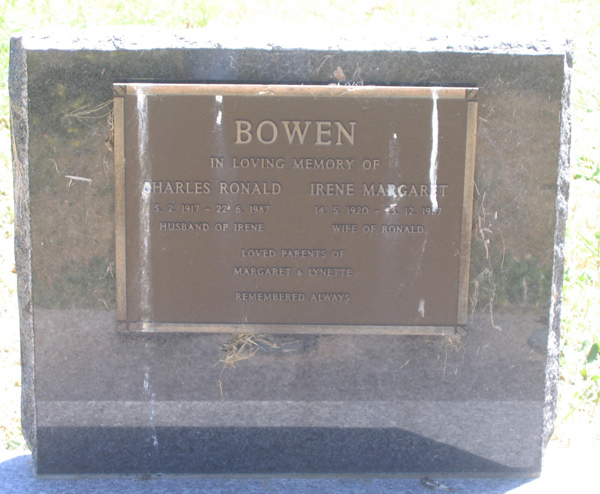 BOWEN
IN LOVING MEMORY OF
CHARLES RONALD IRENE MARGARET
5. 2. 1917 – 22. 6. 1987 14. 5. 1920 –
HUSBAND OF IRENE WIFE OF RONALD
LOVED PARENTS OF
MARGARET & LYNETTE
REMEMBERED ALWAYS